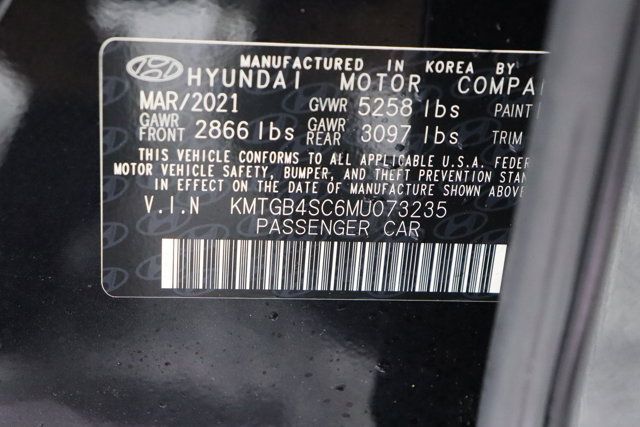 MANUFACTURED IN KOREA BY
HYUNDAI MOTOR COMPA
MAR/2021 GVWR 5258 lbs PAINT
GAWR FRONT 2866 lbs GAWR REAR 3097 lbs TRIM
THIS VEHICLE CONFORMS TO ALL APPLICABLE U.S.A. FEDER
MOTOR VEHICLE SAFETY, BUMPER, AND THEFT PREVENTION STAN
IN EFFECT ON THE DATE OF MANUFACTURE SHOWN ABOVE
V.I.N KMTGB4SC6MU073235
PASSENGER CAR